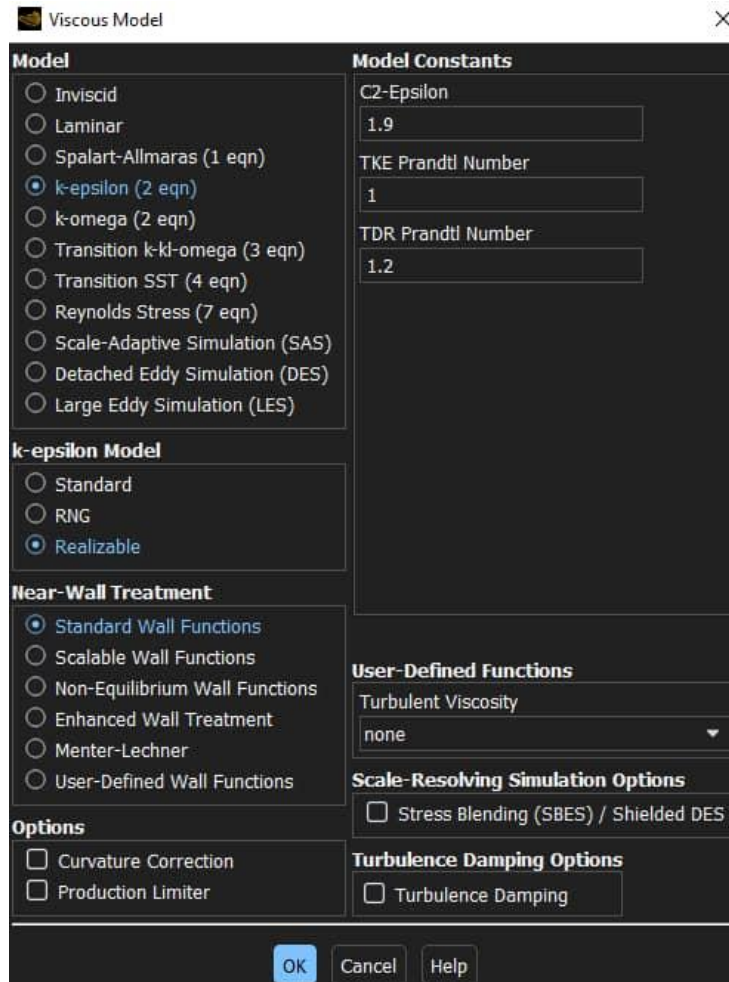 Viscous Model
Model
Inviscid
Laminar
Spalart-Allmaras (1 eqn)
k-epsilon (2 eqn)
k-omega (2 eqn)
Transition k-kl-omega (3 eqn)
Transition SST (4 eqn)
Reynolds Stress (7 eqn)
Scale-Adaptive Simulation (SAS)
Detached Eddy Simulation (DES)
Large Eddy Simulation (LES)
k-epsilon Model
Standard
RNG
Realizable
Near-Wall Treatment
Standard Wall Functions
Scalable Wall Functions
Non-Equilibrium Wall Functions
Enhanced Wall Treatment
Menter-Lechner
User-Defined Wall Functions
Options
Curvature Correction
Production Limiter
Model Constants
C2-Epsilon
1.9
TKE Prandtl Number
1
TDR Prandtl Number
1.2
User-Defined Functions
Turbulent Viscosity
none
Scale-Resolving Simulation Options
Stress Blending (SBES) / Shielded DES
Turbulence Damping Options
Turbulence Damping
OK Cancel Help